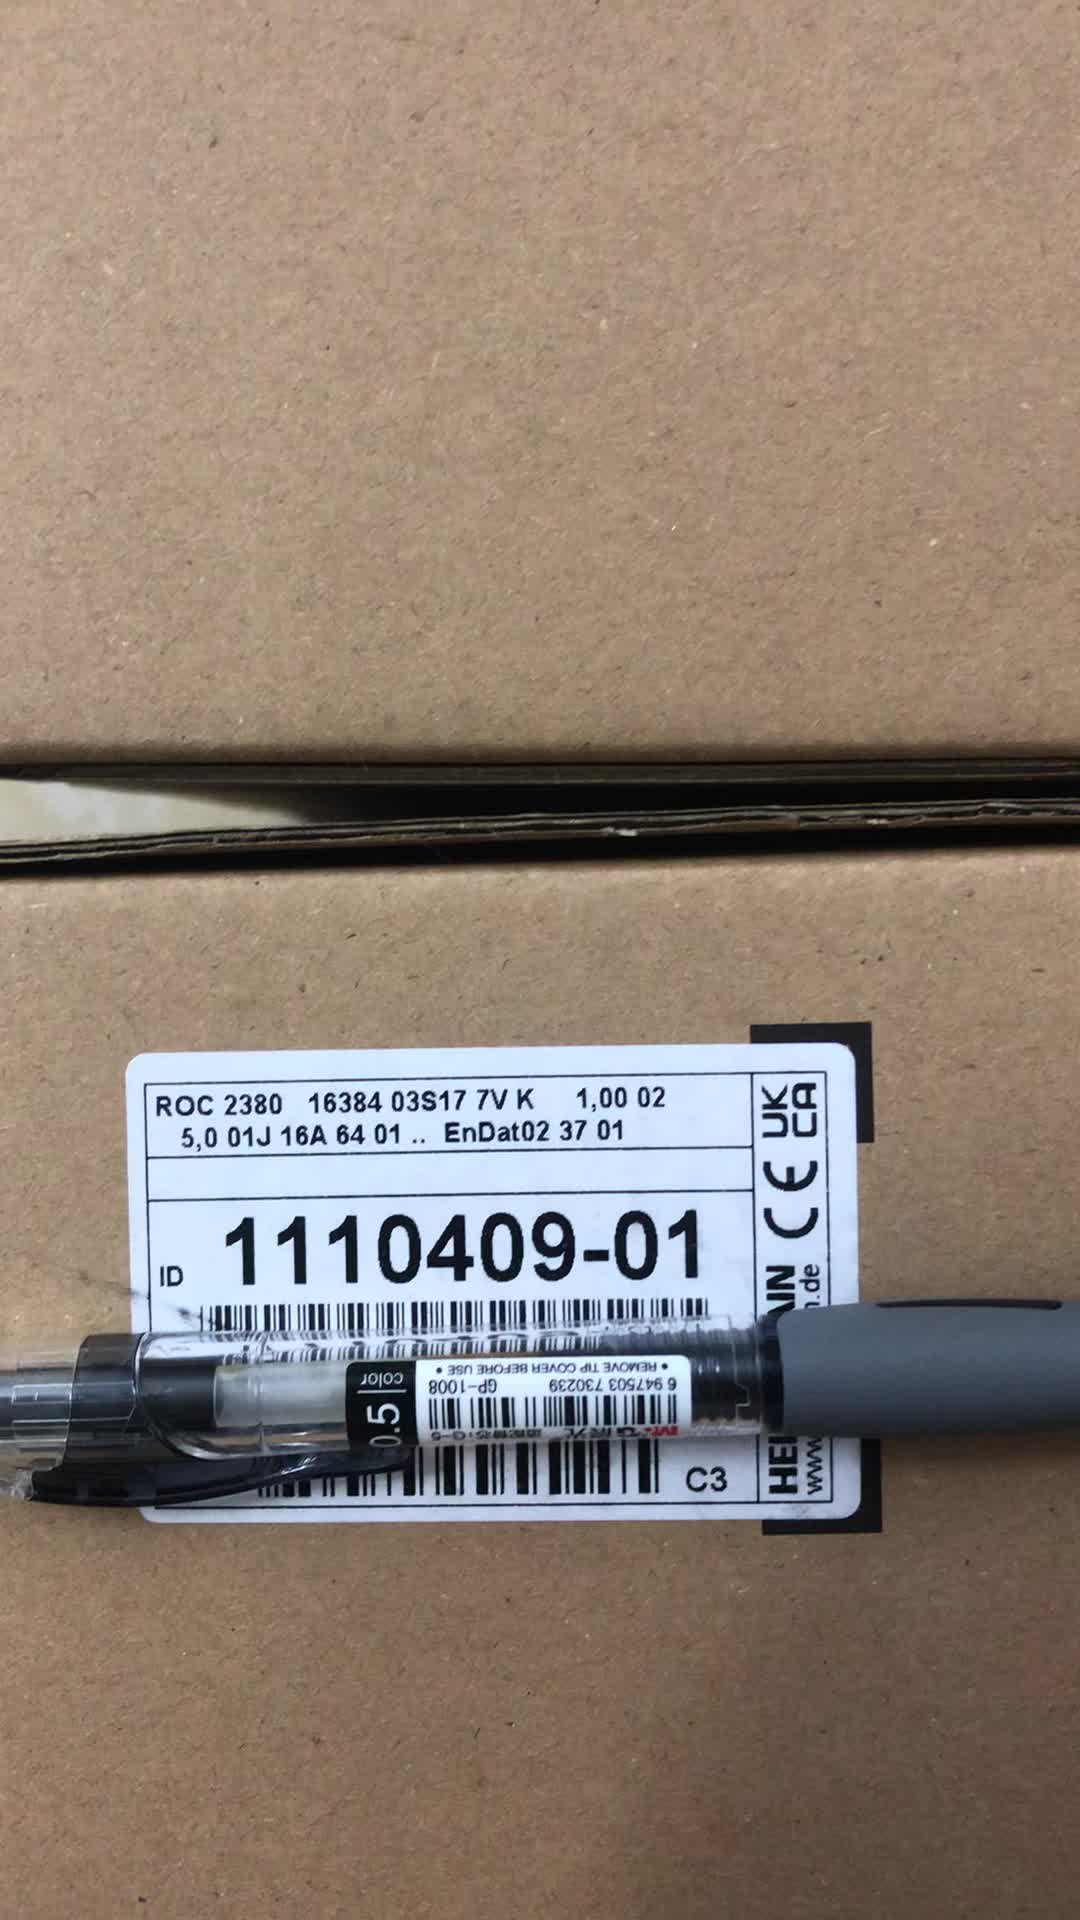 ROC 2380 16384 03S17 7V K 1,00 02
5,0 01J 16A 64 01 .. EnDat02 37 01
ID 1110409-01
C3
UK
CA
CE
0.5
color
• REMOVE TIP COVER BEFORE USE •
6 947503 730239
GP-1008